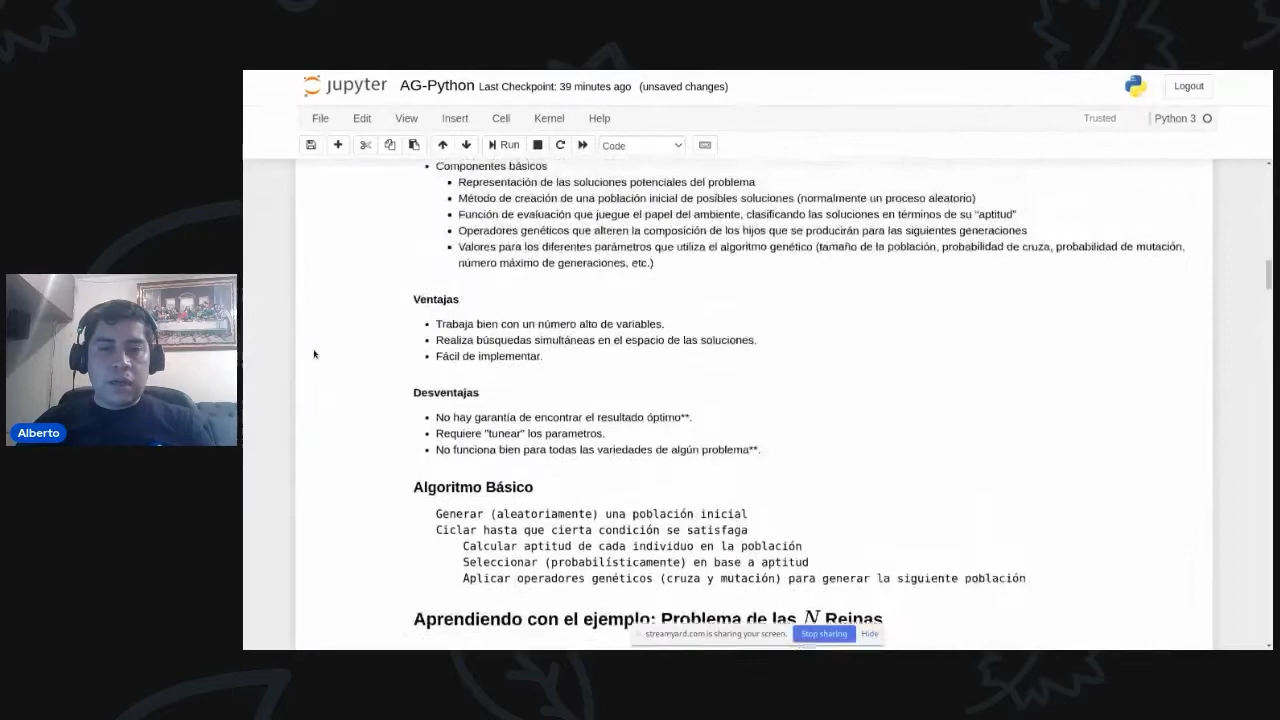 jupyter AG-Python Last Checkpoint: 39 minutes ago (unsaved changes)
Logout
File Edit View Insert Cell Kernel Help
Trusted Python 3
Run Code
• Componentes básicos
▪ Representación de las soluciones potenciales del problema
▪ Método de creación de una población inicial de posibles soluciones (normalmente un proceso aleatorio)
▪ Función de evaluación que juegue el papel del ambiente, clasificando las soluciones en términos de su "aptitud"
▪ Operadores genéticos que alteren la composición de los hijos que se producirán para las siguientes generaciones
▪ Valores para los diferentes parámetros que utiliza el algoritmo genético (tamaño de la población, probabilidad de cruza, probabilidad de mutación,
número máximo de generaciones, etc.)
Ventajas
• Trabaja bien con un número alto de variables.
• Realiza búsquedas simultáneas en el espacio de las soluciones.
• Fácil de implementar.
Desventajas
• No hay garantía de encontrar el resultado óptimo**.
• Requiere "tunear" los parametros.
• No funciona bien para todas las variedades de algún problema**.
Algoritmo Básico
Generar (aleatoriamente) una población inicial
Ciclar hasta que cierta condición se satisfaga
Calcular aptitud de cada individuo en la población
Seleccionar (probabilísticamente) en base a aptitud
Aplicar operadores genéticos (cruza y mutación) para generar la siguiente población
Aprendiendo con el ejemplo: Problema de las N Reinas
streamyard.com is sharing your screen. Stop sharing Hide
Alberto